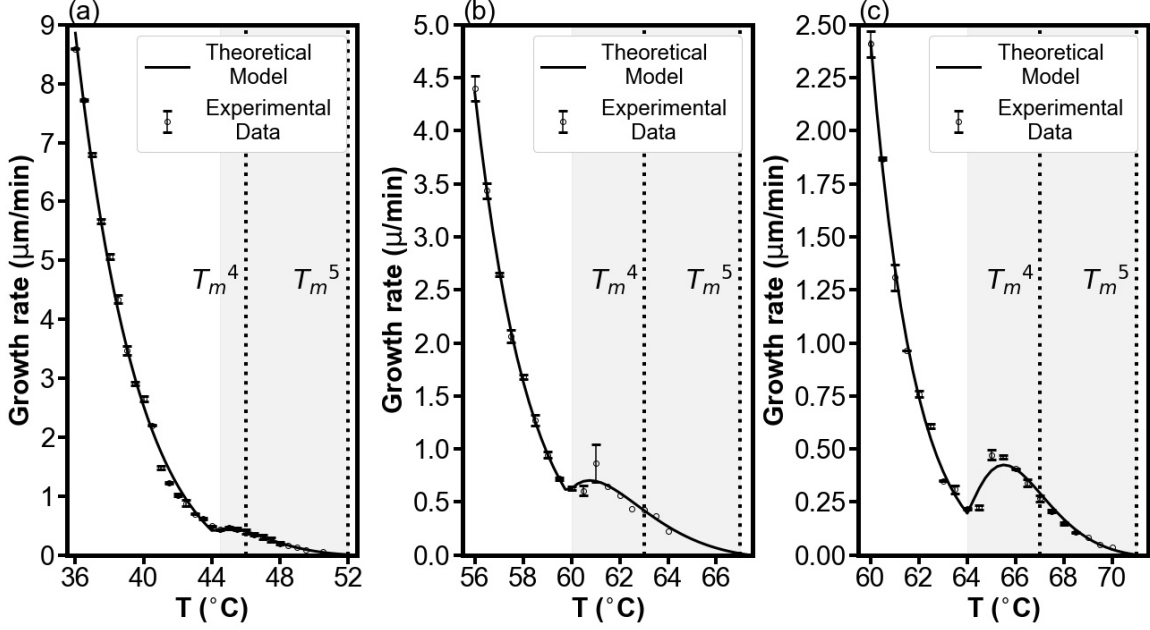 (a)
Growth rate (μm/min)
9
8
7
6
5
4
3
2
1
0
Theoretical
Model
Experimental
Data
Tm4
Tm5
36 40 44 48 52
T (°C)
(b)
Growth rate (μ/min)
5.0
4.5
4.0
3.5
3.0
2.5
2.0
1.5
1.0
0.5
0.0
Theoretical
Model
Experimental
Data
Tm4
Tm5
56 58 60 62 64 66
T (°C)
(c)
Growth rate (μm/min)
2.50
2.25
2.00
1.75
1.50
1.25
1.00
0.75
0.50
0.25
0.00
Theoretical
Model
Experimental
Data
Tm4
Tm5
60 62 64 66 68 70
T (°C)